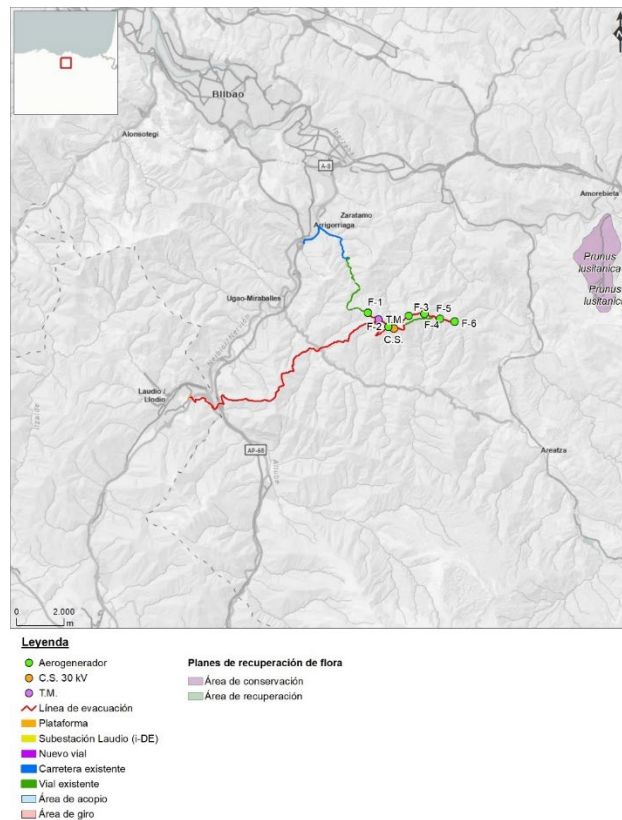 Bilbao
Alonsotegi
A-8
Amorebieta
Zaratamo
Arrigorriaga
Prunus
lusitanica
Prunus
lusitanica
Ugao-Miraballes
F-1
F-3
F-5
T.M.
F-2
F-4
F-6
C.S.
Laudio /
Llodio
AP-68
Areatza
0
2.000
m
Leyenda
Aerogenerador
C.S. 30 kV
T.M.
Línea de evacuación
Plataforma
Subestación Laudio (i-DE)
Nuevo vial
Carretera existente
Vial existente
Área de acopio
Área de giro
Planes de recuperación de flora
Área de conservación
Área de recuperación